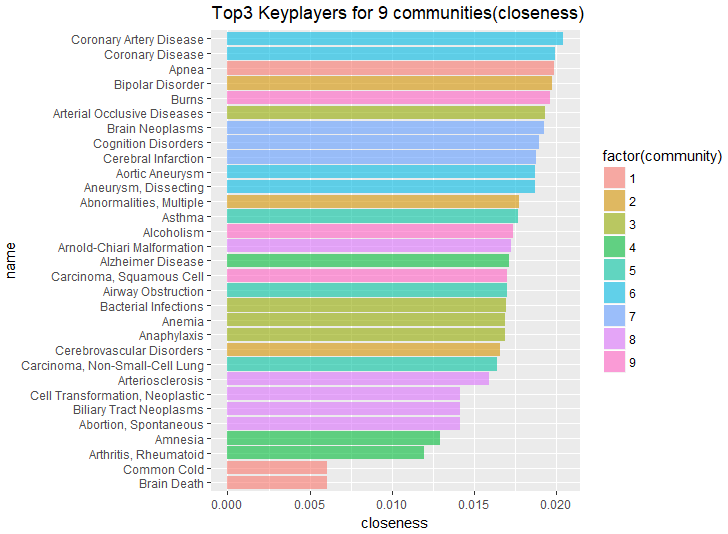 Top3 Keyplayers for 9 communities(closeness)
Coronary Artery Disease
Coronary Disease
Apnea
Bipolar Disorder
Burns
Arterial Occlusive Diseases
Brain Neoplasms
Cognition Disorders
Cerebral Infarction
Aortic Aneurysm
Aneurysm, Dissecting
Abnormalities, Multiple
Asthma
Alcoholism
Arnold-Chiari Malformation
Alzheimer Disease
Carcinoma, Squamous Cell
Airway Obstruction
Bacterial Infections
Anemia
Anaphylaxis
Cerebrovascular Disorders
Carcinoma, Non-Small-Cell Lung
Arteriosclerosis
Cell Transformation, Neoplastic
Biliary Tract Neoplasms
Abortion, Spontaneous
Amnesia
Arthritis, Rheumatoid
Common Cold
Brain Death
name
0.000 0.005 0.010 0.015 0.020
closeness
factor(community)
1
2
3
4
5
6
7
8
9